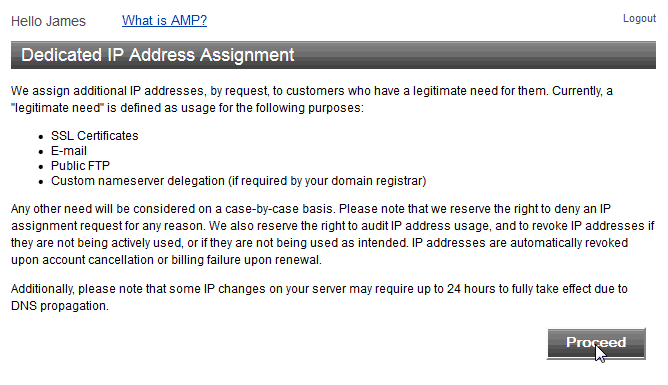 Hello James What is AMP? Logout
Dedicated IP Address Assignment
We assign additional IP addresses, by request, to customers who have a legitimate need for them. Currently, a
"legitimate need" is defined as usage for the following purposes:
• SSL Certificates
• E-mail
• Public FTP
• Custom nameserver delegation (if required by your domain registrar)
Any other need will be considered on a case-by-case basis. Please note that we reserve the right to deny an IP
assignment request for any reason. We also reserve the right to audit IP address usage, and to revoke IP addresses if
they are not being actively used, or if they are not being used as intended. IP addresses are automatically revoked
upon account cancellation or billing failure upon renewal.
Additionally, please note that some IP changes on your server may require up to 24 hours to fully take effect due to
DNS propagation.
Proceed